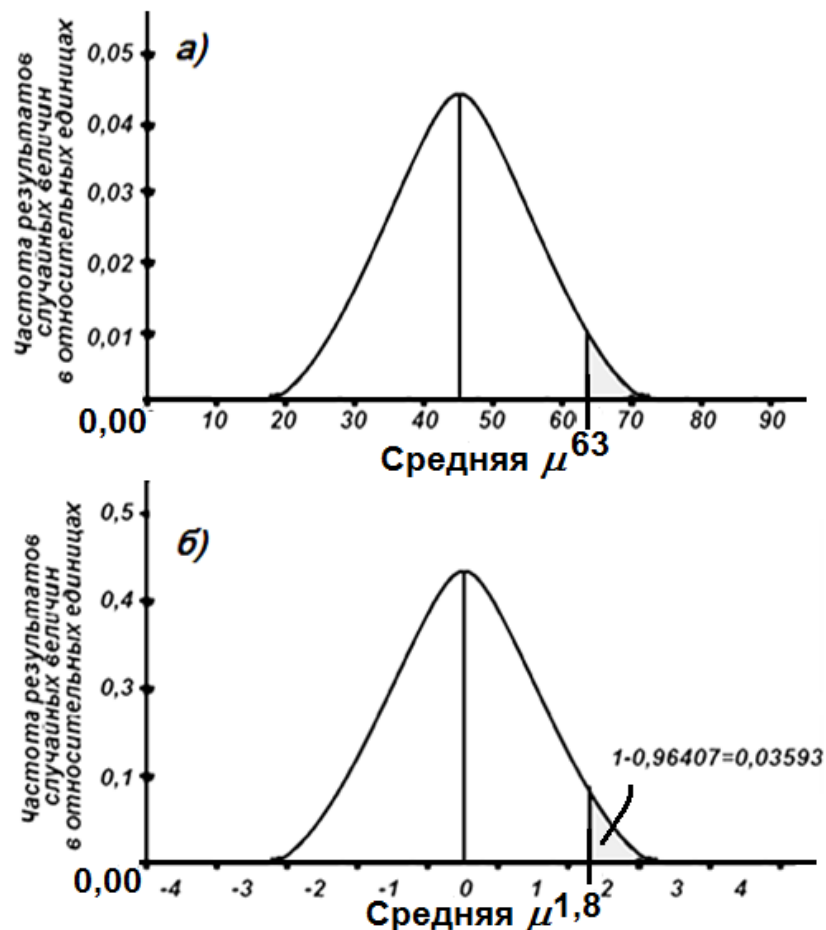 Частота результатов
случайных величин
в относительных единицах
а)
0,05
0,04
0,03
0,02
0,01
0,00
10 20 30 40 50 60 70 80 90
63
Средняя μ
Частота результатов
случайных величин
в относительных единицах
б)
0,5
0,4
0,3
0,1
1-0,96407=0,03593
0,00
-4 -3 -2 -1 0 1 2 3 4
1,8
Средняя μ